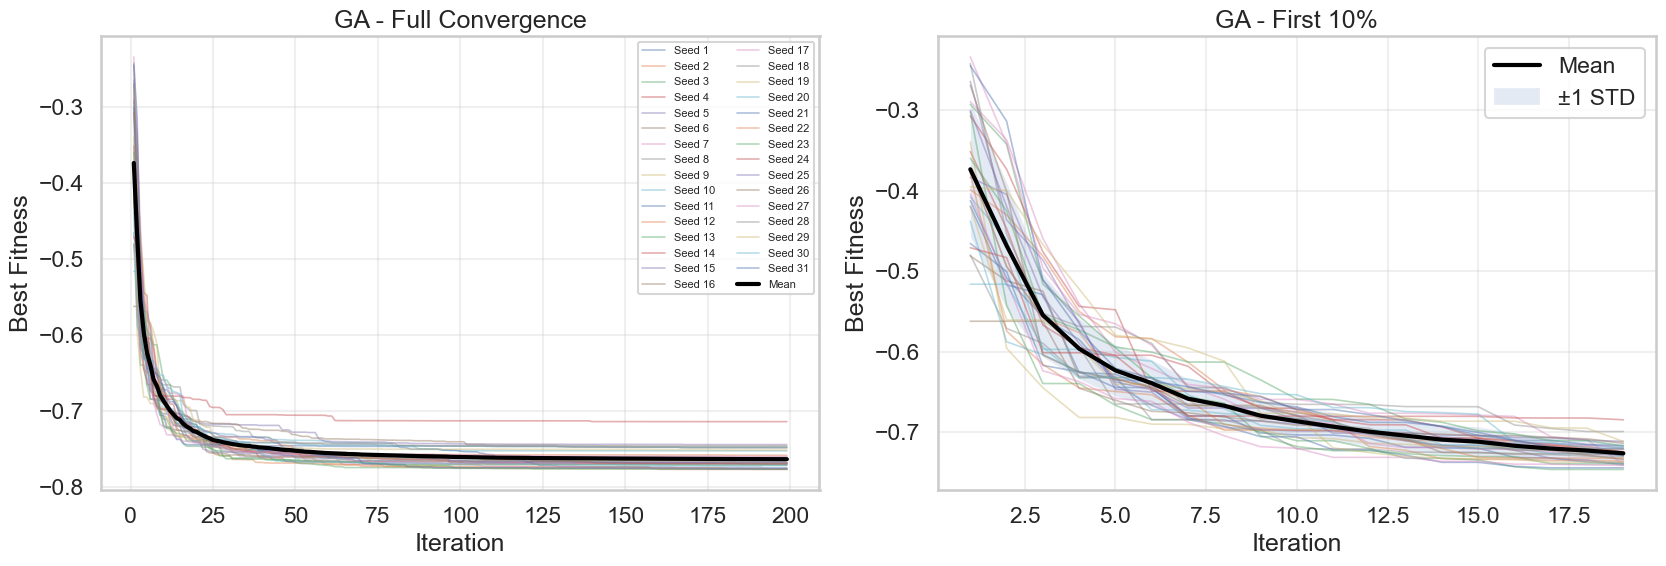 GA - Full Convergence
Best Fitness
−0.3
−0.4
−0.5
−0.6
−0.7
−0.8
0
25
50
75
100
125
150
175
200
Iteration
Seed 1
Seed 2
Seed 3
Seed 4
Seed 5
Seed 6
Seed 7
Seed 8
Seed 9
Seed 10
Seed 11
Seed 12
Seed 13
Seed 14
Seed 15
Seed 16
Seed 17
Seed 18
Seed 19
Seed 20
Seed 21
Seed 22
Seed 23
Seed 24
Seed 25
Seed 26
Seed 27
Seed 28
Seed 29
Seed 30
Seed 31
Mean
GA - First 10%
Best Fitness
−0.3
−0.4
−0.5
−0.6
−0.7
2.5
5.0
7.5
10.0
12.5
15.0
17.5
Iteration
Mean
±1 STD